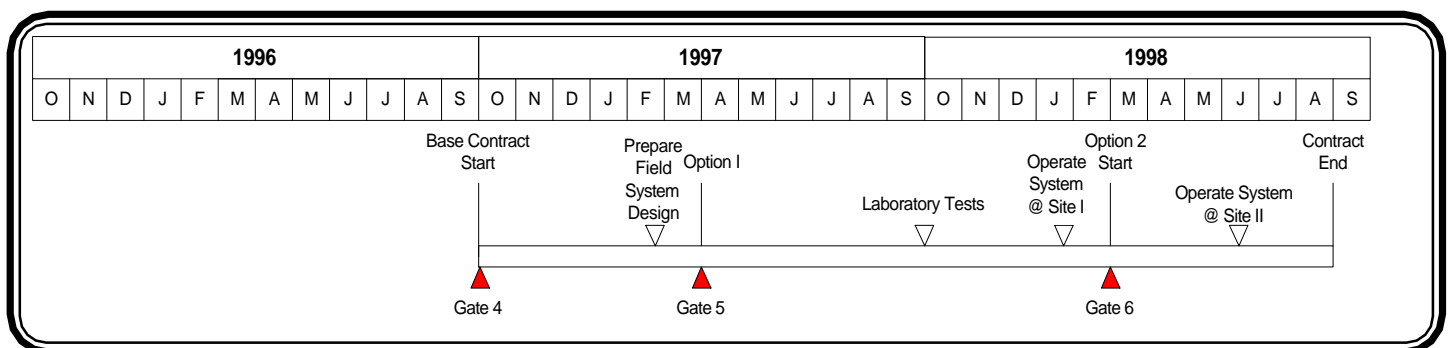 1996 1997 1998
O N D J F M A M J J A S O N D J F M A M J J A S O N D J F M A M J J A S
Base Contract
Start
Prepare
Field
System
Design
Option I
Laboratory Tests
Operate
System
@ Site I
Option 2
Start
Operate System
@ Site II
Contract
End
Gate 4 Gate 5 Gate 6